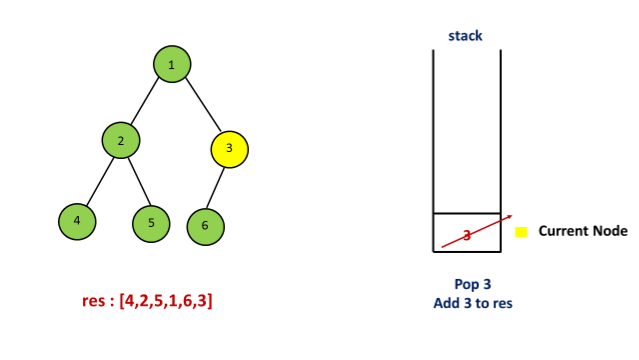 stack
1
2
3
4
5
6
3
Current Node
Pop 3
Add 3 to res
res : [4,2,5,1,6,3]